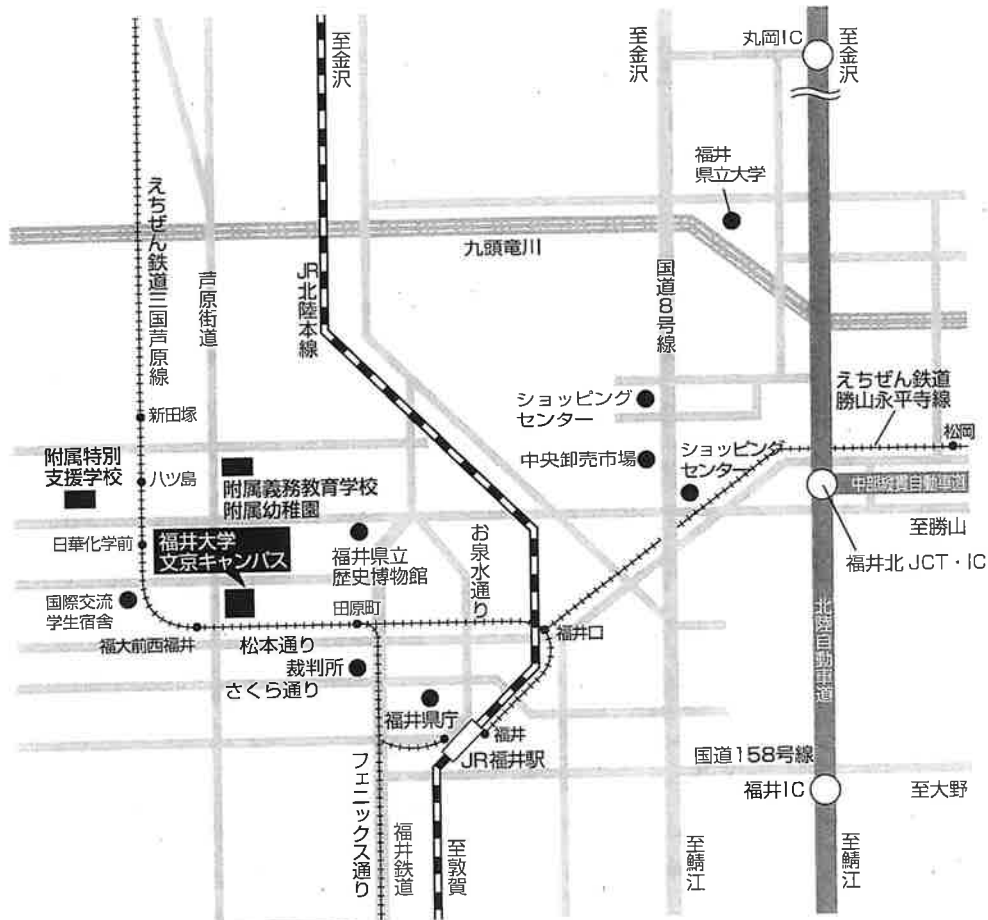 至金沢
至金沢
丸岡IC
至金沢
福井
県立大学
えちぜん鉄道三国芦原線
芦原街道
JR北陸本線
九頭竜川
国道8号線
えちぜん鉄道
勝山永平寺線
松岡
新田塚
ショッピング
センター
中央卸売市場
ショッピング
センター
附属特別
支援学校
八ツ島
附属義務教育学校
附属幼稚園
中部縦貫自動車道
至勝山
日華化学前
福井大学
文京キャンパス
福井県立
歴史博物館
お泉水通り
福井北JCT・IC
国際交流
学生宿舎
田原町
福大前西福井
松本通り
福井口
北陸自動車道
裁判所
さくら通り
福井県庁
福井
JR福井駅
国道158号線
福井IC
至大野
フェニックス通り
福井鉄道
至敦賀
至鯖江
至鯖江